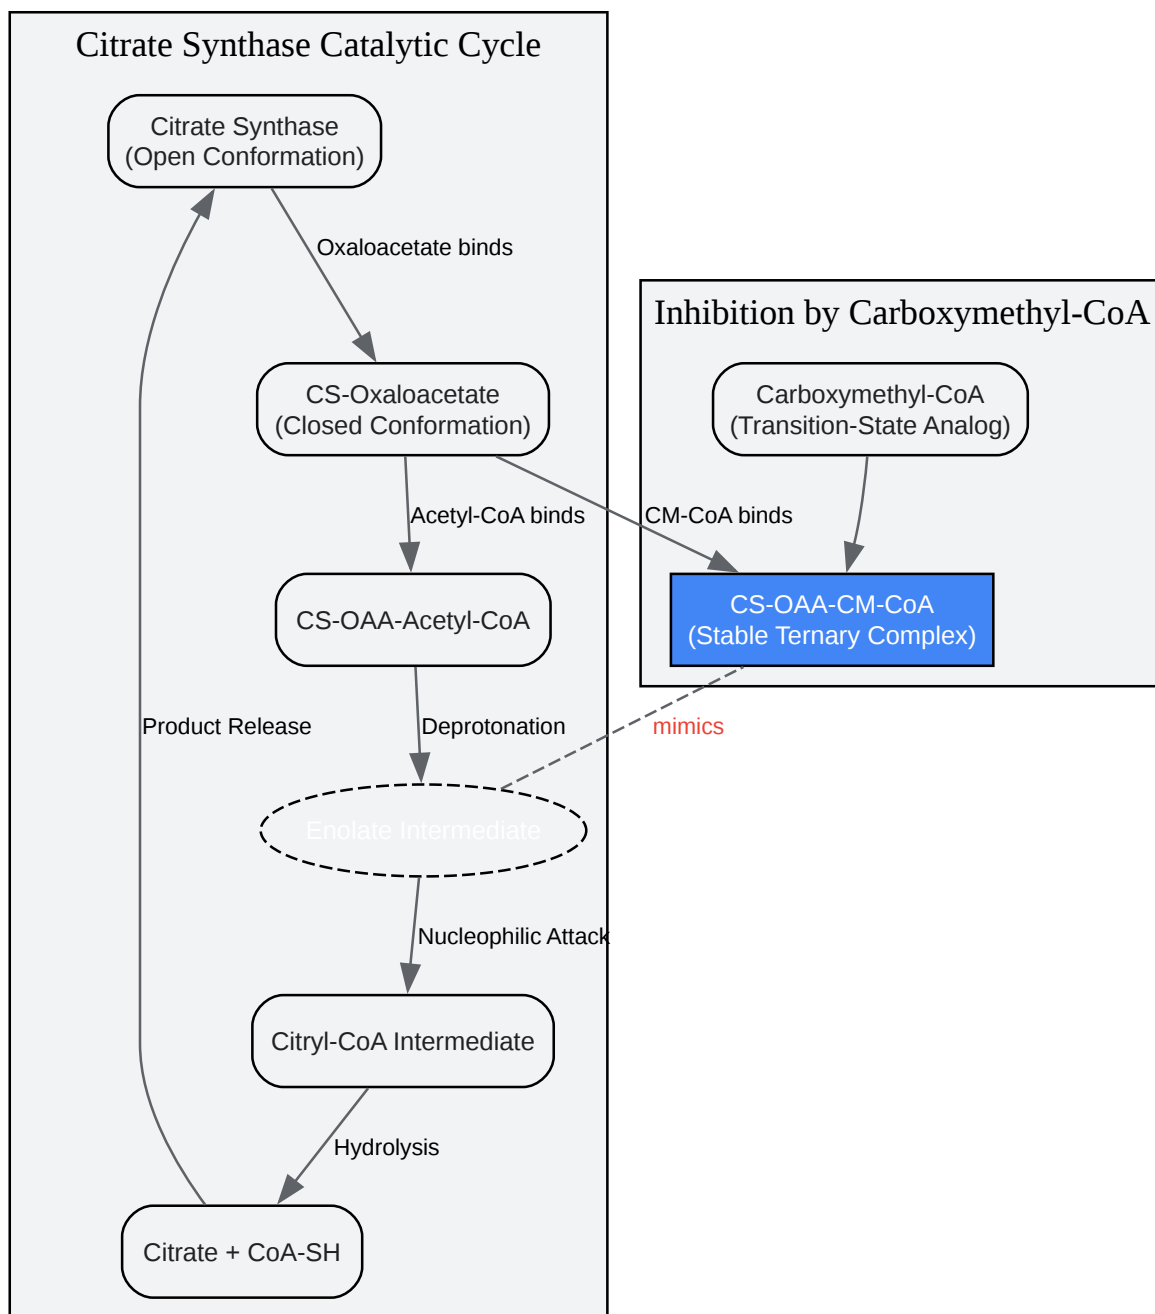 Citrate Synthase Catalytic Cycle
Citrate Synthase
(Open Conformation)
Oxaloacetate binds
CS-Oxaloacetate
(Closed Conformation)
Acetyl-CoA binds
CS-OAA-Acetyl-CoA
Deprotonation
Enolate Intermediate
Nucleophilic Attack
Citryl-CoA Intermediate
Hydrolysis
Citrate + CoA-SH
Product Release
Inhibition by Carboxymethyl-CoA
Carboxymethyl-CoA
(Transition-State Analog)
CM-CoA binds
CS-OAA-CM-CoA
(Stable Ternary Complex)
mimics